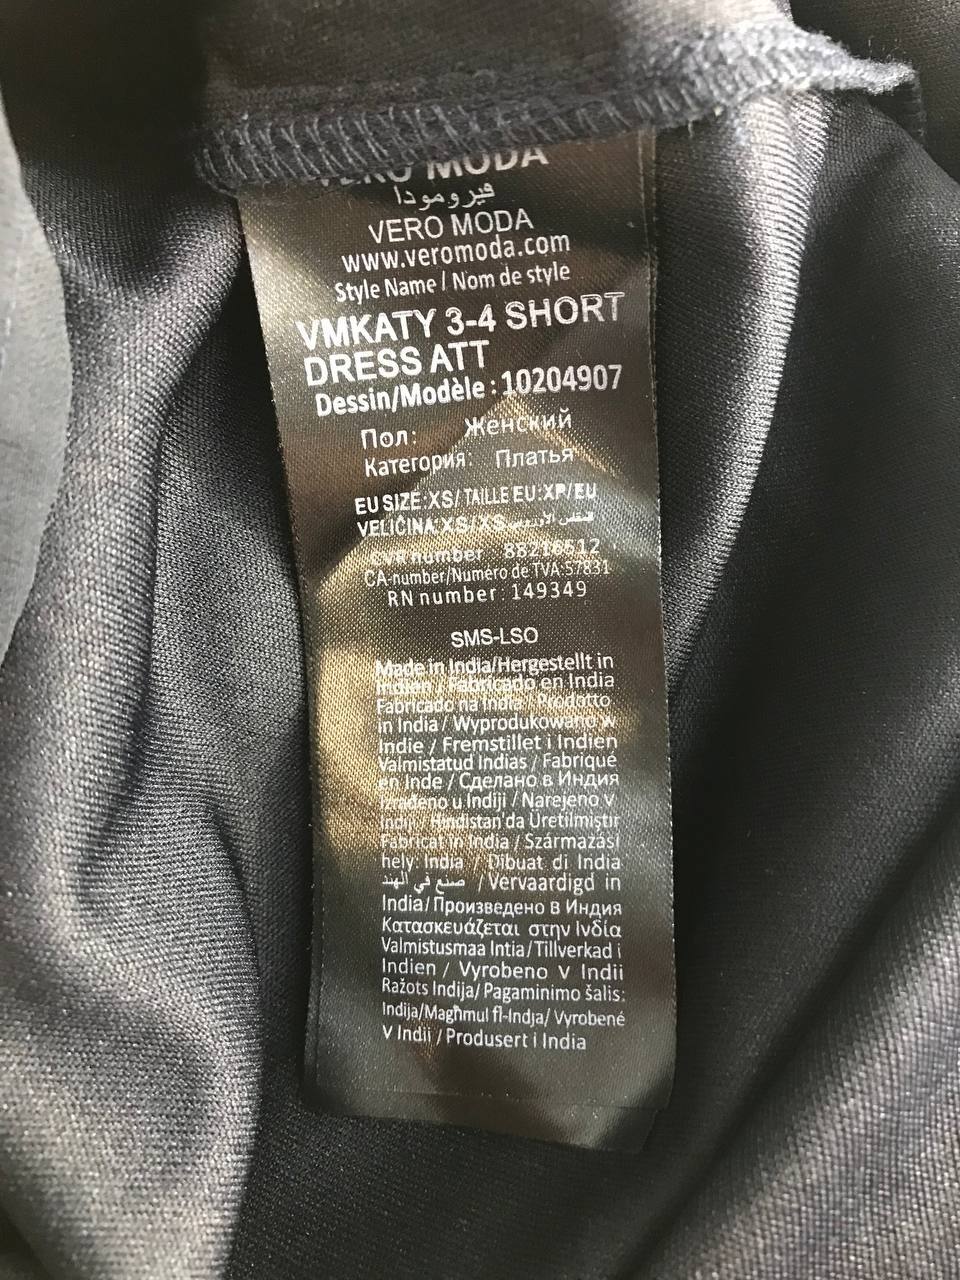 VERO MODA
فيرومودا
VERO MODA
www.veromoda.com
Style Name / Nom de style
VMKATY 3-4 SHORT
DRESS ATT
Dessin/Modèle : 10204907
Пол: Женский
Категория: Платья
EU SIZE:XS/ TAILLE EU:XP/EU
VELIČINA:XS/XS المقاس الأوروبي
CVR number : 88216512
CA-number/Numero de TVA:57831
RN number : 149349
SMS-LSO
Made in India/Hergestellt in
Indien / Fabricado en India
Fabricado na India / Prodotto
in India / Wyprodukowano w
Indie / Fremstillet i Indien
Valmistatud Indias / Fabriqué
en Inde / Сделано в Индия
Izrađeno u Indiji / Narejeno v
Indiji / Hindistan'da Üretilmiştir
Fabricat in India / Származási
hely: India / Dibuat di India
صنع في الهند / Vervaardigd in
India/ Произведено в Индия
Κατασκευάζεται στην Ινδία
Valmistusmaa Intia/Tillverkad i
Indien / Vyrobeno V Indii
Ražots Indija/ Pagaminimo šalis:
Indija/Magħmul fl-Indja/ Vyrobené
V Indii / Produsert i India